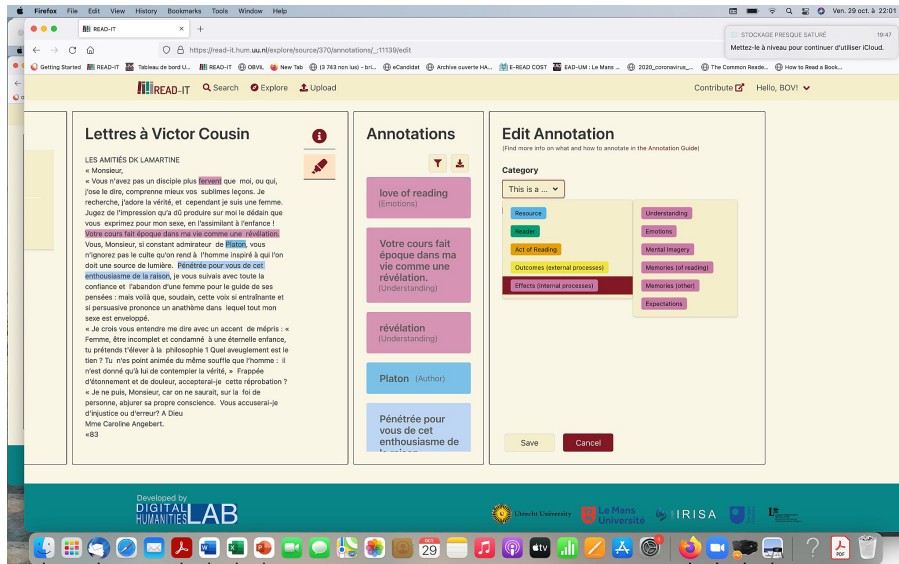 Firefox File Edit View History Bookmarks Tools Window Help
Ven. 29 oct. à 22:01
READ-IT
STOCKAGE PRESQUE SATURÉ 19:47
Mettez-le à niveau pour continuer d'utiliser iCloud.
https://read-it.hum.uu.nl/explore/source/370/annotations/_:11139/edit
Getting Started READ-IT Tableau de bord U... READ-IT OBVIL New Tab (3 743 non lus) - bri... eCandidat Archive ouverte HA... E-READ COST EAD-UM : Le Mans ... 2020_coronavirus_... The Common Reade... How to Read a Book...
READ-IT Search Explore Upload Contribute Hello, BOV!
Lettres à Victor Cousin
LES AMITIÉS DK LAMARTINE
« Monsieur,
« Vous n'avez pas un disciple plus fervent que moi, ou qui,
j'ose le dire, comprenne mieux vos sublimes leçons. Je
recherche, j'adore la vérité, et cependant je suis une femme.
Jugez de l'impression qu'a dû produire sur moi le dédain que
vous exprimez pour mon sexe, en l'assimilant à l'enfance !
Votre cours fait époque dans ma vie comme une révélation.
Vous, Monsieur, si constant admirateur de Platon, vous
n'ignorez pas le culte qu'on rend à l'homme inspiré à qui l'on
doit une source de lumière. Pénétrée pour vous de cet
enthousiasme de la raison, je vous suivais avec toute la
confiance et l'abandon d'une femme pour le guide de ses
pensées : mais voilà que, soudain, cette voix si entraînante et
si persuasive prononce un anathème dans lequel tout mon
sexe est enveloppé.
« Je crois vous entendre me dire avec un accent de mépris : «
Femme, être incomplet et condamné à une éternelle enfance,
tu prétends t'élever à la philosophie 1 Quel aveuglement est le
tien ? Tu n'es point animée du même souffle que l'homme : il
n'est donné qu'à lui de contempler la vérité, » Frappée
d'étonnement et de douleur, accepterai-je cette réprobation ?
« Je ne puis, Monsieur, car on ne saurait, sur la foi de
personne, abjurer sa propre conscience. Vous accuserai-je
d'injustice ou d'erreur? A Dieu
Mme Caroline Angebert.
«83
Annotations
love of reading
(Emotions)
Votre cours fait
époque dans ma
vie comme une
révélation.
(Understanding)
révélation
(Understanding)
Platon (Author)
Pénétrée pour
vous de cet
enthousiasme de
la raison
Edit Annotation
(Find more info on what and how to annotate in the Annotation Guide)
Category
This is a ...
Resource
Reader
Act of Reading
Outcomes (external processes)
Effects (internal processes)
Understanding
Emotions
Mental Imagery
Memories (of reading)
Memories (other)
Expectations
Save Cancel
Developed by
DIGITAL
HUMANITIES LAB
Utrecht University
Le Mans
Université
IRISA
OCT
29
tv
PDF